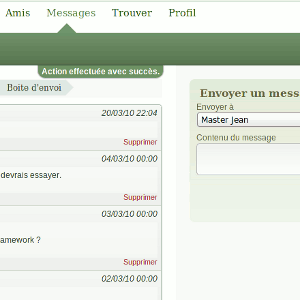 Amis Messages Trouver Profil
Action effectuée avec succès.
Boite d'envoi
20/03/10 22:04
Supprimer
04/03/10 00:00
devrais essayer.
Supprimer
03/03/10 00:00
amework ?
Supprimer
02/03/10 00:00
Envoyer un mess
Envoyer à
Master Jean
Contenu du message